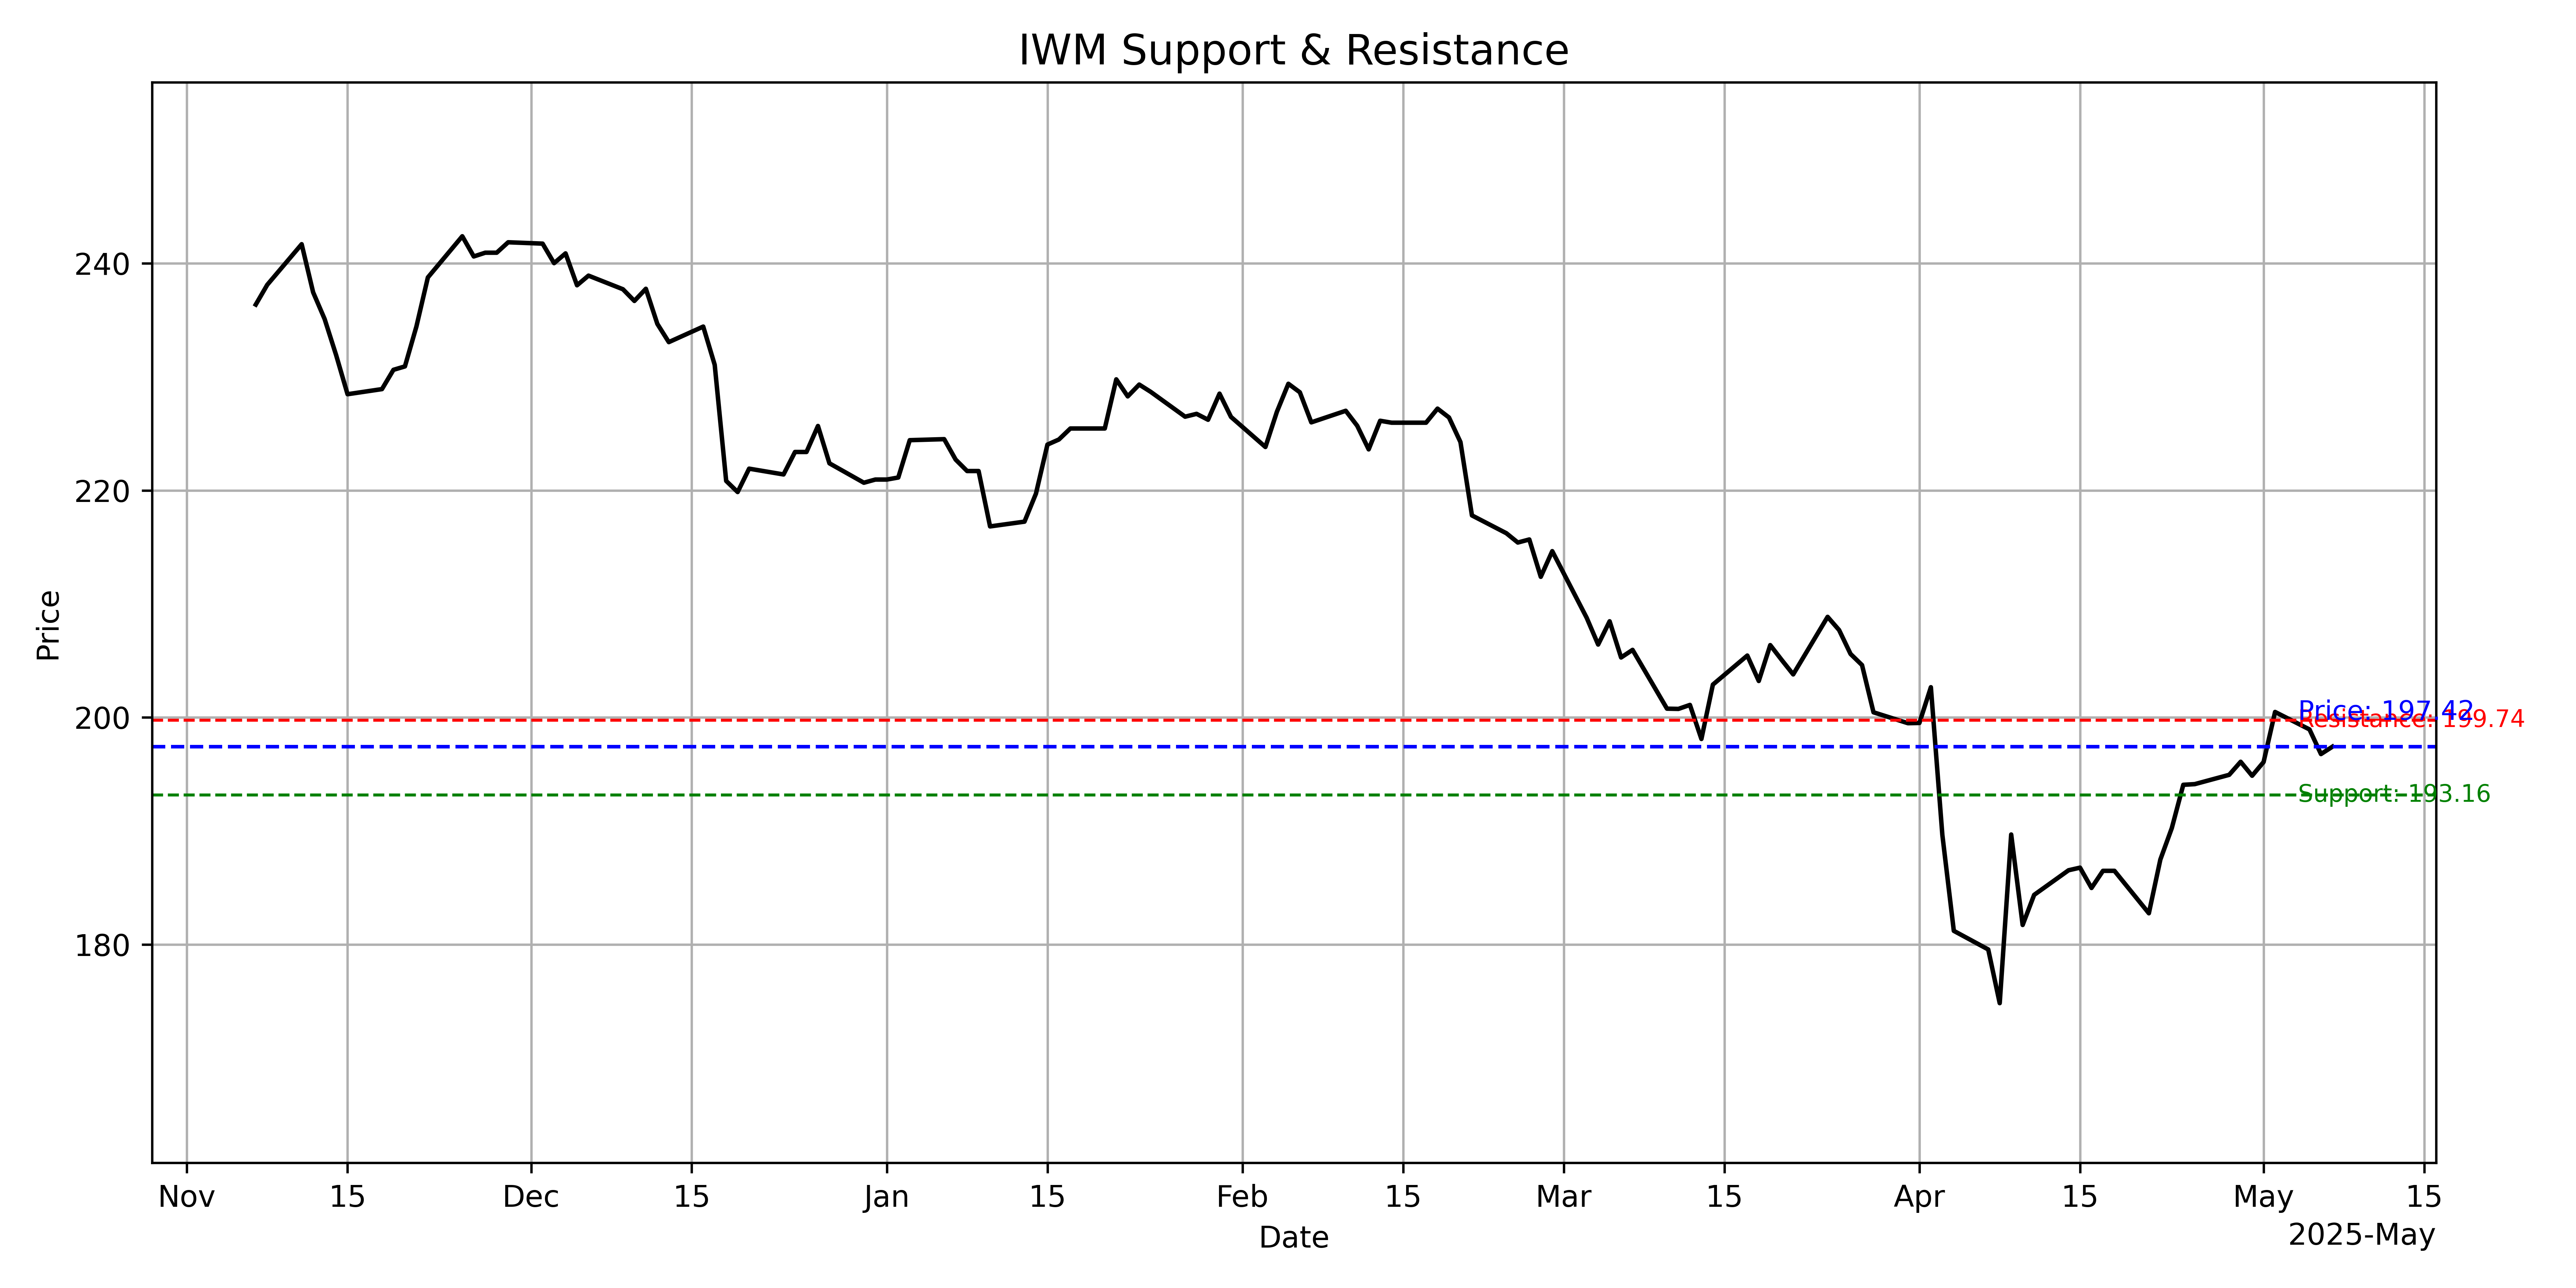 IWM Support & Resistance
Price
240
220
200
180
Price: 197.42
Resistance: 199.74
Support: 193.16
Nov 15 Dec 15 Jan 15 Feb 15 Mar 15 Apr 15 May 15
Date
2025-May